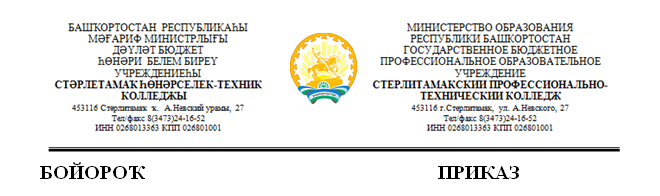 БАШҠОРТОСТАН РЕСПУБЛИКАҺЫ
МӘҒАРИФ МИНИСТРЛЫҒЫ
ДӘҮЛӘТ БЮДЖЕТ
ҺӨНӘРИ БЕЛЕМ БИРЕҮ
УЧРЕЖДЕНИЕҺЫ
СТӘРЛЕТАМАҠ ҺӨНӘРСЕЛЕК-ТЕХНИК
КОЛЛЕДЖЫ
453116 Стерлитамак ҡ. А.Невский урамы, 27
Тел/факс 8(3473)24-16-52
ИНН 0268013363 КПП 026801001
МИНИСТЕРСТВО ОБРАЗОВАНИЯ
РЕСПУБЛИКИ БАШКОРТОСТАН
ГОСУДАРСТВЕННОЕ БЮДЖЕТНОЕ
ПРОФЕССИОНАЛЬНОЕ ОБРАЗОВАТЕЛЬНОЕ
УЧРЕЖДЕНИЕ
СТЕРЛИТАМАКСКИЙ ПРОФЕССИОНАЛЬНО-
ТЕХНИЧЕСКИЙ КОЛЛЕДЖ
453116 г.Стерлитамак, ул. А.Невского, 27
Тел/факс 8(3473)24-16-52
ИНН 0268013363 КПП 026801001
БОЙОРОҠ
ПРИКАЗ